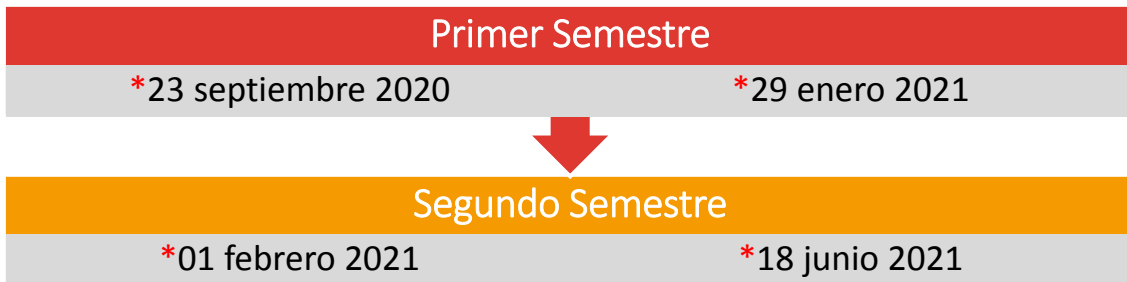 Primer Semestre
*23 septiembre 2020 *29 enero 2021
Segundo Semestre
*01 febrero 2021 *18 junio 2021